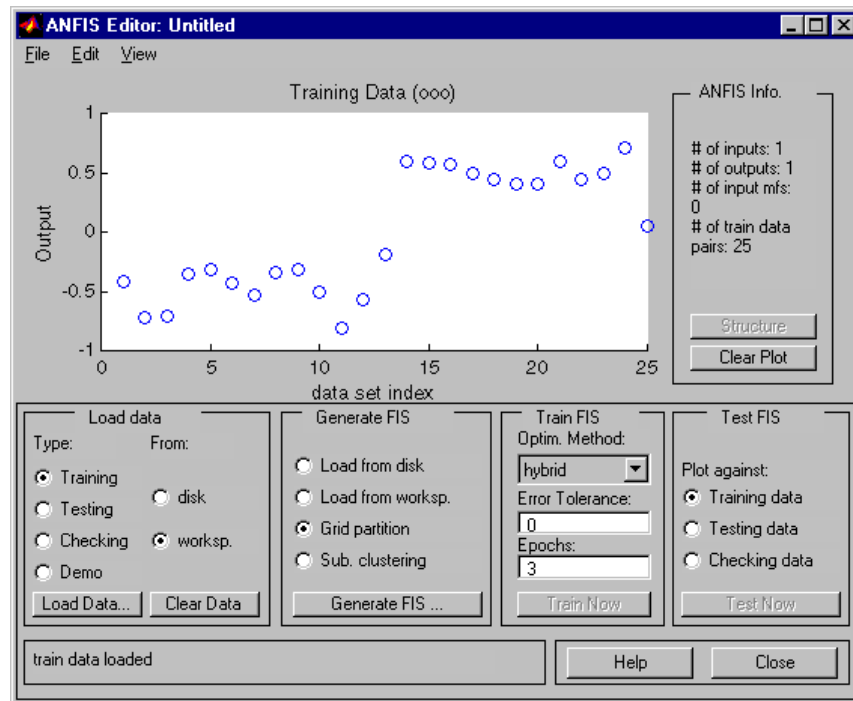 ANFIS Editor: Untitled
File Edit View
Training Data (ooo)
1
0.5
0
-0.5
-1
Output
0 5 10 15 20 25
data set index
ANFIS Info.
# of inputs: 1
# of outputs: 1
# of input mfs:
0
# of train data
pairs: 25
Structure
Clear Plot
Load data
Type: From:
Training
Testing
Checking
Demo
disk
worksp.
Load Data... Clear Data
Generate FIS
Load from disk
Load from worksp.
Grid partition
Sub. clustering
Generate FIS ...
Train FIS
Optim. Method:
hybrid
Error Tolerance:
0
Epochs:
3
Train Now
Test FIS
Plot against:
Training data
Testing data
Checking data
Test Now
train data loaded
Help Close